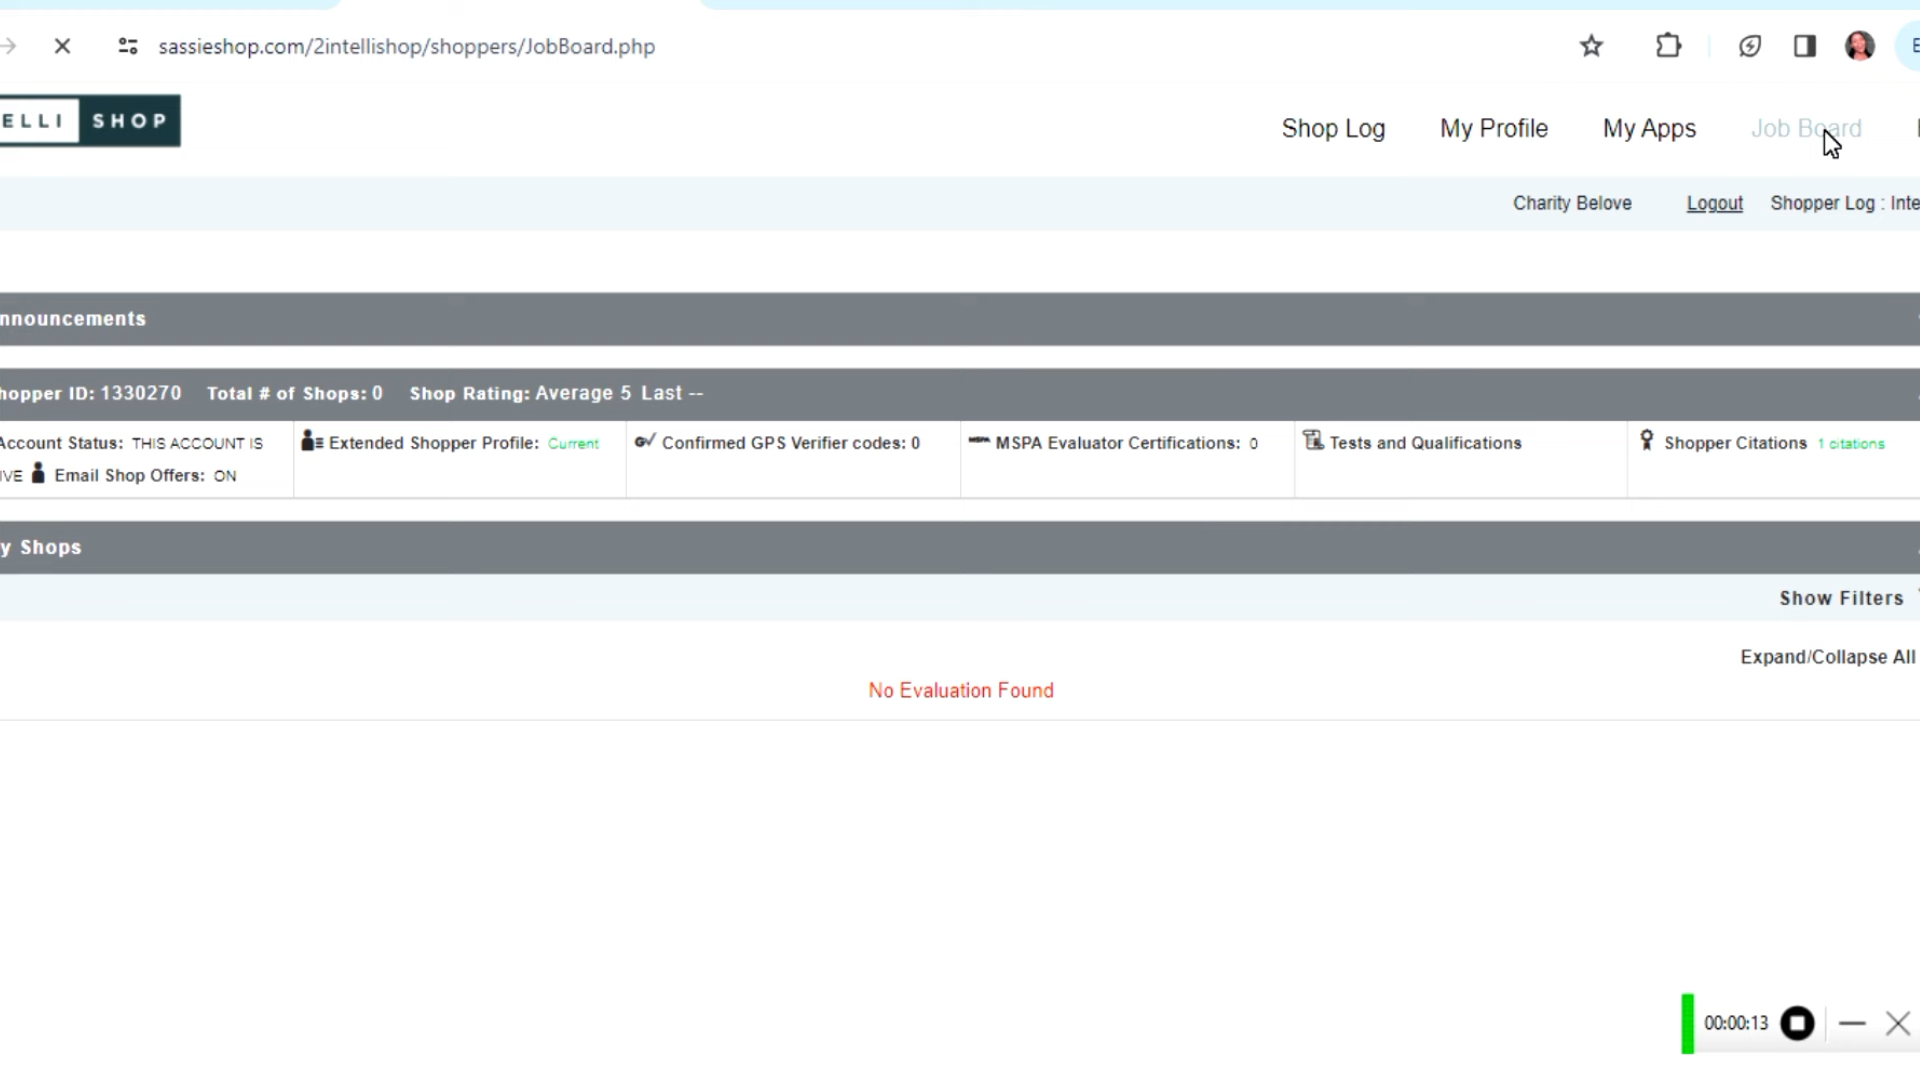 sassieshop.com/2intellishop/shoppers/JobBoard.php
E
ELLI SHOP
Shop Log My Profile My Apps Job Board
Charity Belove Logout Shopper Log : Inte
nnouncements
hopper ID: 1330270 Total # of Shops: 0 Shop Rating: Average 5 Last --
Account Status: THIS ACCOUNT IS
IVE Email Shop Offers: ON
Extended Shopper Profile: Current
Confirmed GPS Verifier codes: 0
MSPA Evaluator Certifications: 0
Tests and Qualifications
Shopper Citations 1 citations
y Shops
Show Filters
Expand/Collapse All
No Evaluation Found
00:00:13